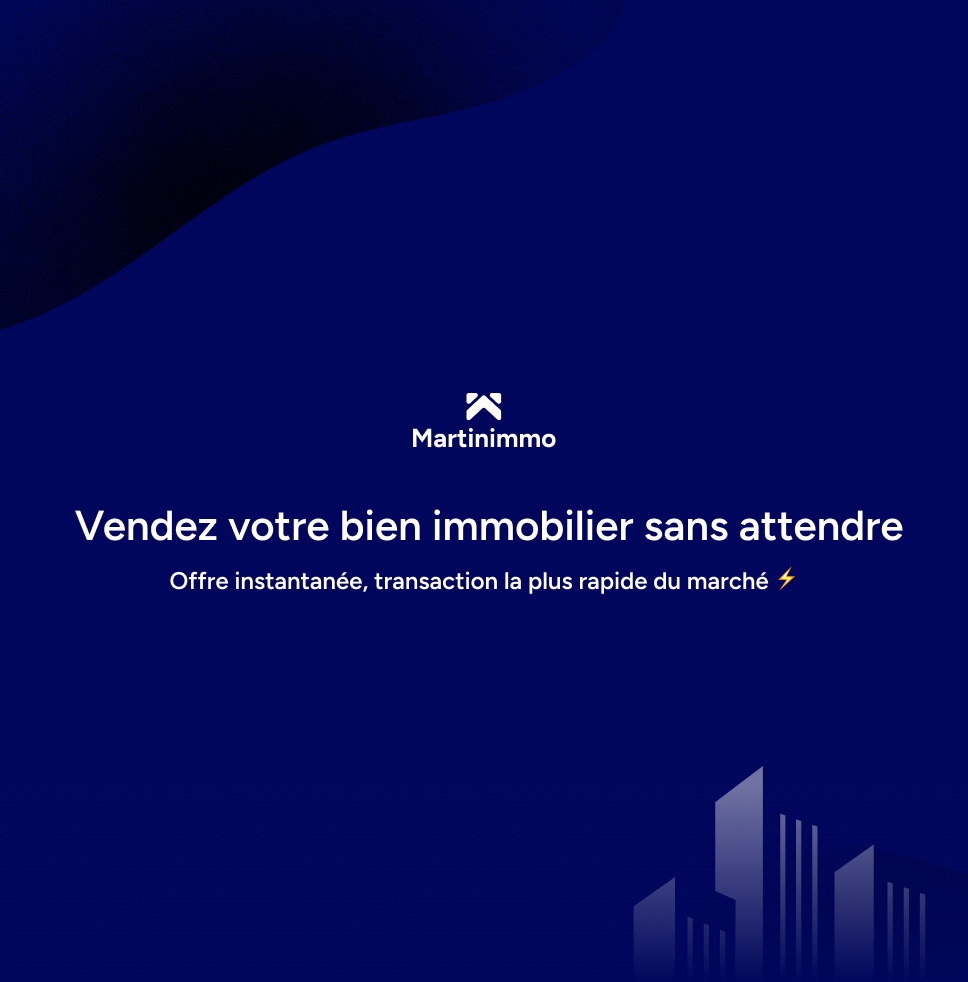 Martinimmo
Vendez votre bien immobilier sans attendre
Offre instantanée, transaction la plus rapide du marché ⚡